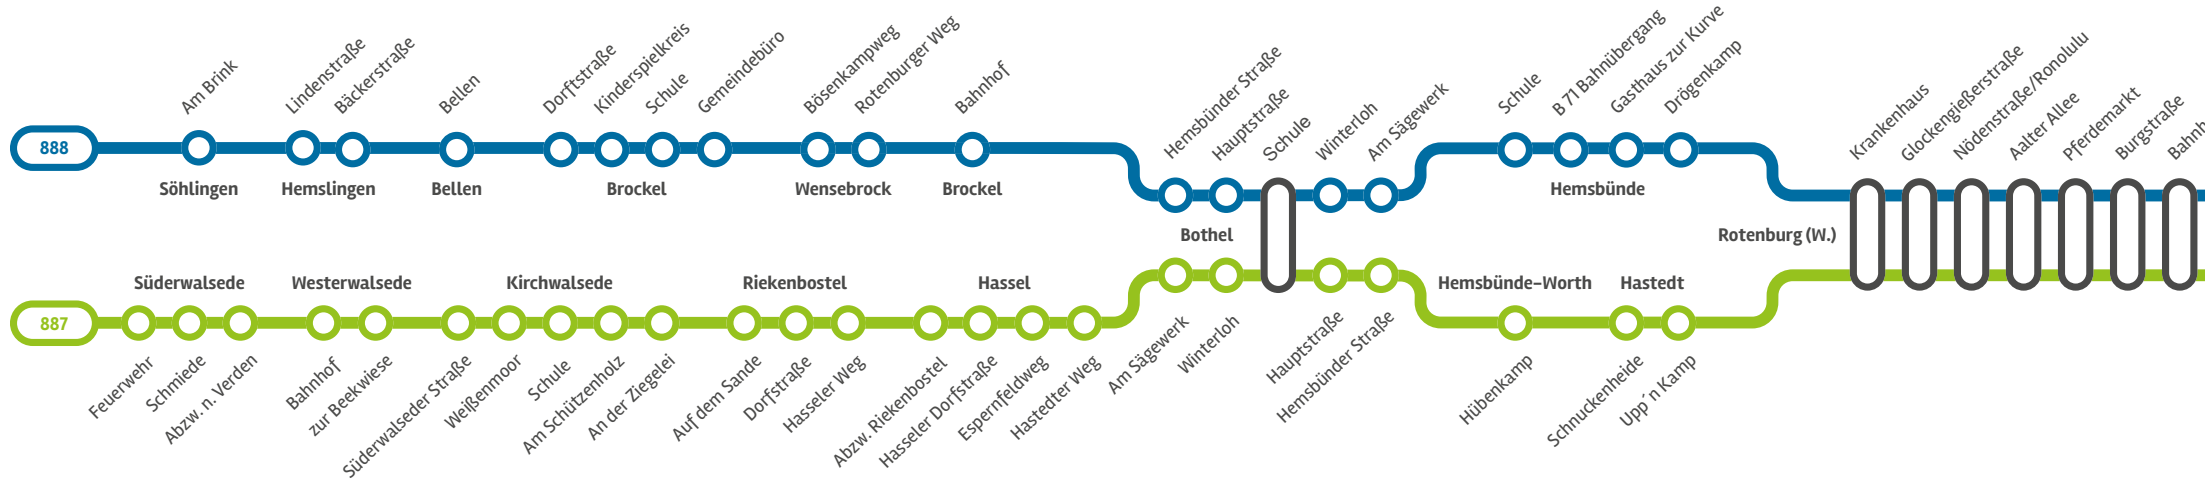 Am Brink
Lindenstraße
Bäckerstraße
Bellen
Dorftstraße
Kinderspielkreis
Schule
Gemeindebüro
Bösenkampweg
Rotenburger Weg
Bahnhof
Hemsbünder Straße
Hauptstraße
Schule
Winterloh
Am Sägewerk
Schule
B 71 Bahnübergang
Gasthaus zur Kurve
Drögenkamp
Krankenhaus
Glockengießerstraße
Nödenstraße/Ronolulu
Aalter Allee
Pferdemarkt
Burgstraße
Bahnh
888
Söhlingen
Hemslingen
Bellen
Brockel
Wensebrock
Brockel
Hemsbünde
Bothel
Rotenburg (W.)
Süderwalsede
Westerwalsede
Kirchwalsede
Riekenbostel
Hassel
Hemsbünde-Worth
Hastedt
887
Feuerwehr
Schmiede
Abzw. n. Verden
Bahnhof
zur Beekwiese
Süderwalseder Straße
Weißenmoor
Schule
Am Schützenholz
An der Ziegelei
Auf dem Sande
Dorfstraße
Hasseler Weg
Abzw. Riekenbostel
Hasseler Dorfstraße
Espernfeldweg
Hastedter Weg
Am Sägewerk
Winterloh
Hauptstraße
Hemsbünder Straße
Hübenkamp
Schnuckenheide
Upp´n Kamp